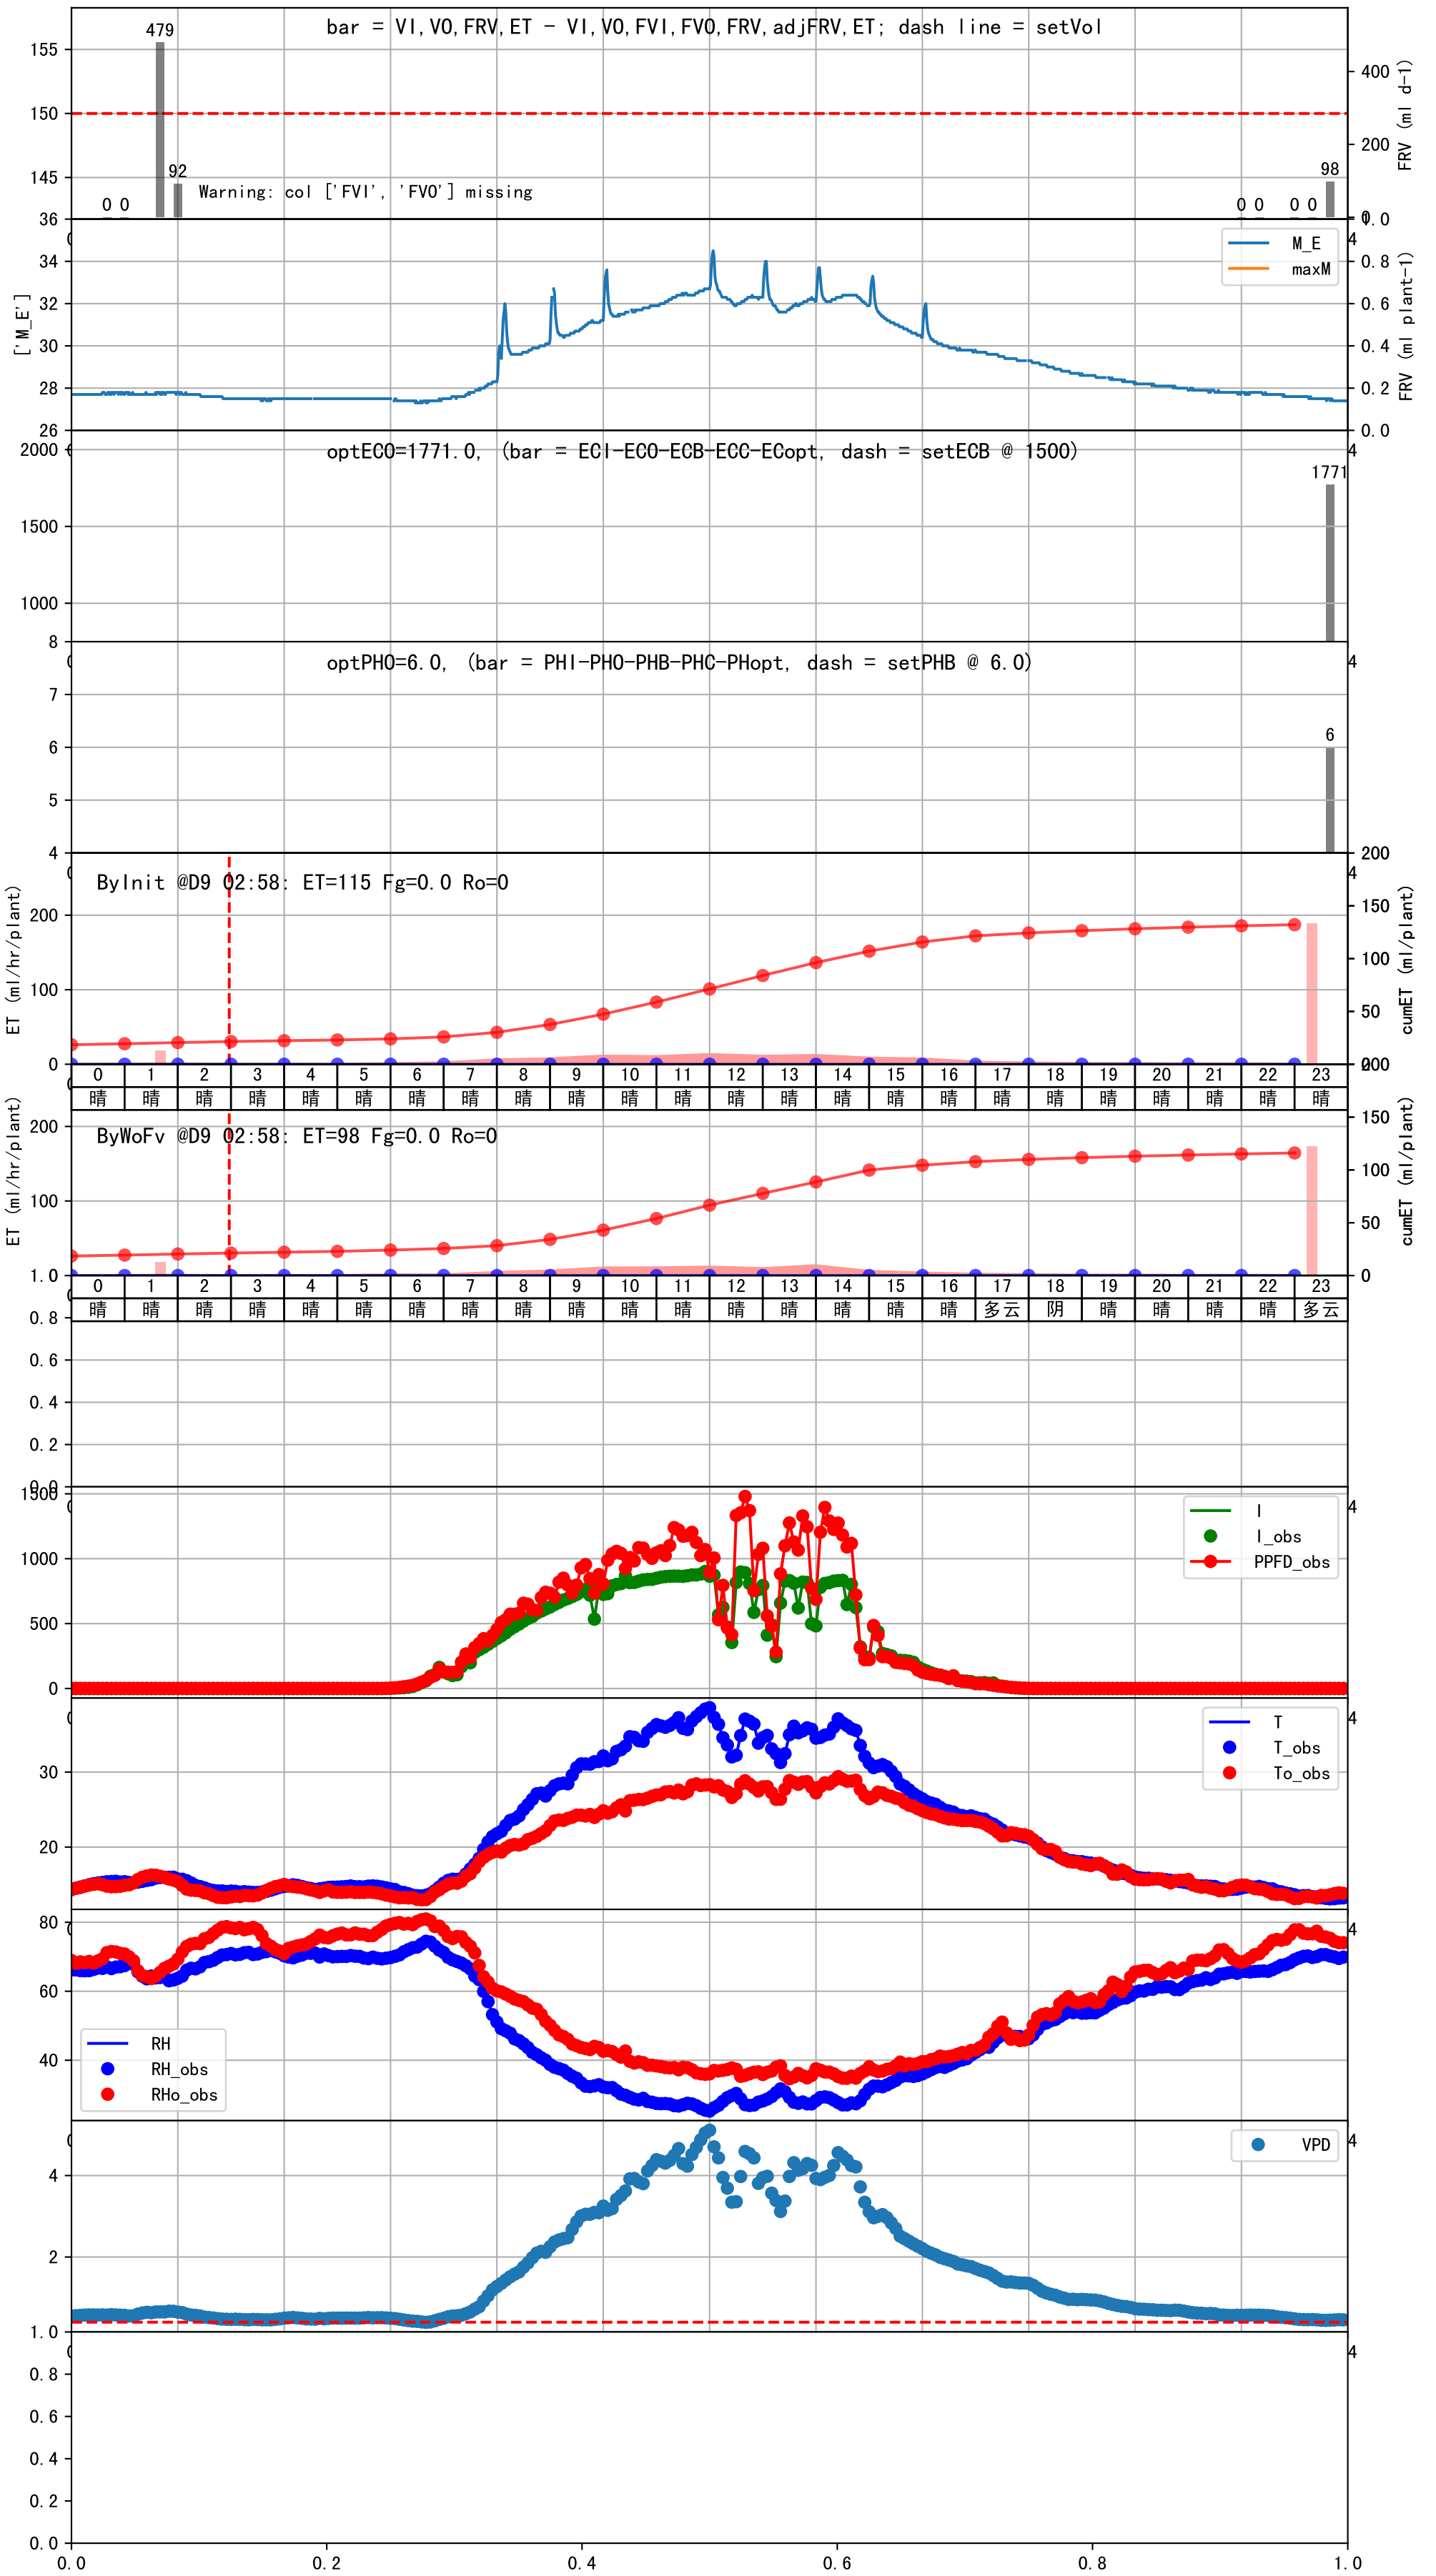 bar = VI,VO,FRV,ET - VI,VO,FVI,FVO,FRV,adjFRV,ET; dash line = setVol
479
155
400
150
200
145
92
98
Warning: col ['FVI', 'FVO'] missing
0 0
0 0 0 0
FRV (ml d-1)
36
1.0
M_E
maxM
34
0.8
32
0.6
30
0.4
28
0.2
26
0.0
['M_E']
FRV (ml plant-1)
optECO=1771.0, (bar = ECI-ECO-ECB-ECC-ECopt, dash = setECB @ 1500)
2000
4
1771
1500
1000
8
optPHO=6.0, (bar = PHI-PHO-PHB-PHC-PHopt, dash = setPHB @ 6.0)
4
7
6
6
5
4
200
ByInit @D9 02:58: ET=115 Fg=0.0 Ro=0
4
200
150
100
100
50
0
ET (ml/hr/plant)
cumET (ml/plant)
0 1 2 3 4 5 6 7 8 9 10 11 12 13 14 15 16 17 18 19 20 21 22 23
晴 晴 晴 晴 晴 晴 晴 晴 晴 晴 晴 晴 晴 晴 晴 晴 晴 晴 晴 晴 晴 晴 晴 晴
ByWoFv @D9 02:58: ET=98 Fg=0.0 Ro=0
200
150
100
100
50
1.0
0
ET (ml/hr/plant)
cumET (ml/plant)
0 1 2 3 4 5 6 7 8 9 10 11 12 13 14 15 16 17 18 19 20 21 22 23
晴 晴 晴 晴 晴 晴 晴 晴 晴 晴 晴 晴 晴 晴 晴 晴 晴 多云 阴 晴 晴 晴 晴 多云
0.8
0.6
0.4
0.2
0.0
1500
4
I
I_obs
PPFD_obs
1000
500
0
4
T
T_obs
To_obs
30
20
80
4
60
40
RH
RH_obs
RHo_obs
4
VPD
4
2
1.0
4
0.8
0.6
0.4
0.2
0.0
0.0 0.2 0.4 0.6 0.8 1.0